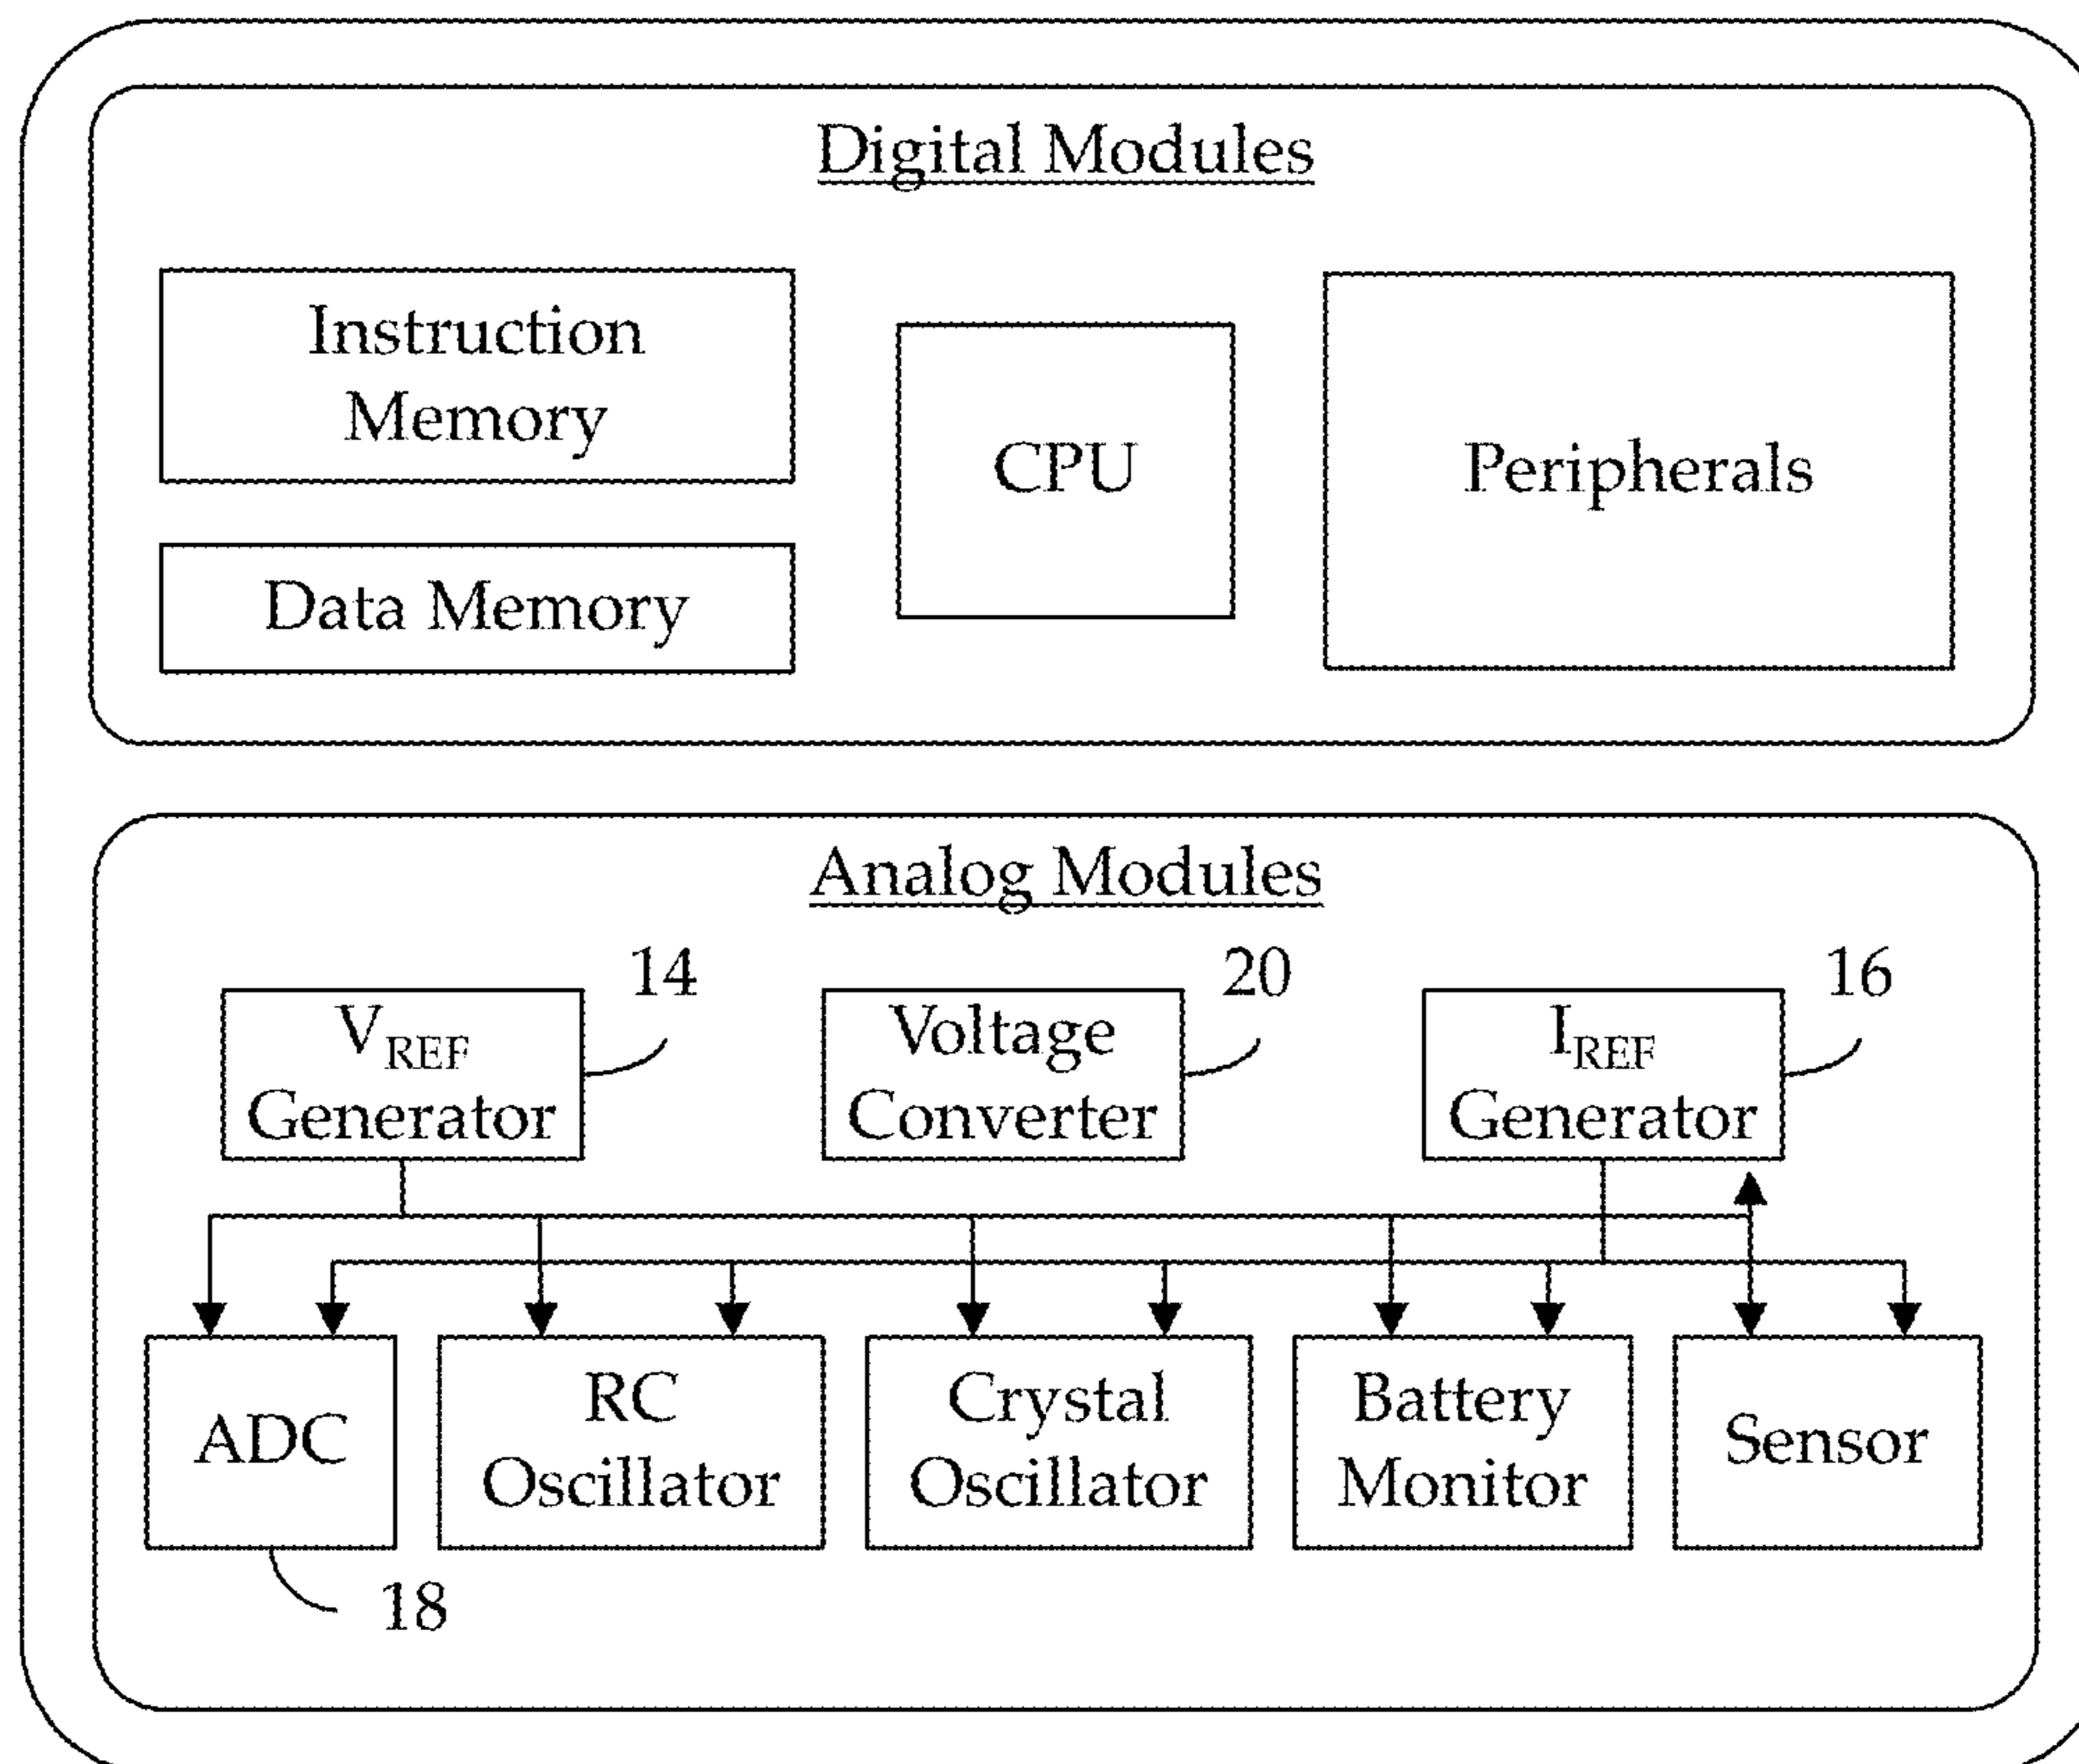 Digital Modules
Instruction
Memory
CPU
Peripherals
Data Memory
Analog Modules
14
20
16
VREF
Generator
Voltage
Converter
IREF
Generator
ADC
RC
Oscillator
Crystal
Oscillator
Battery
Monitor
Sensor
18